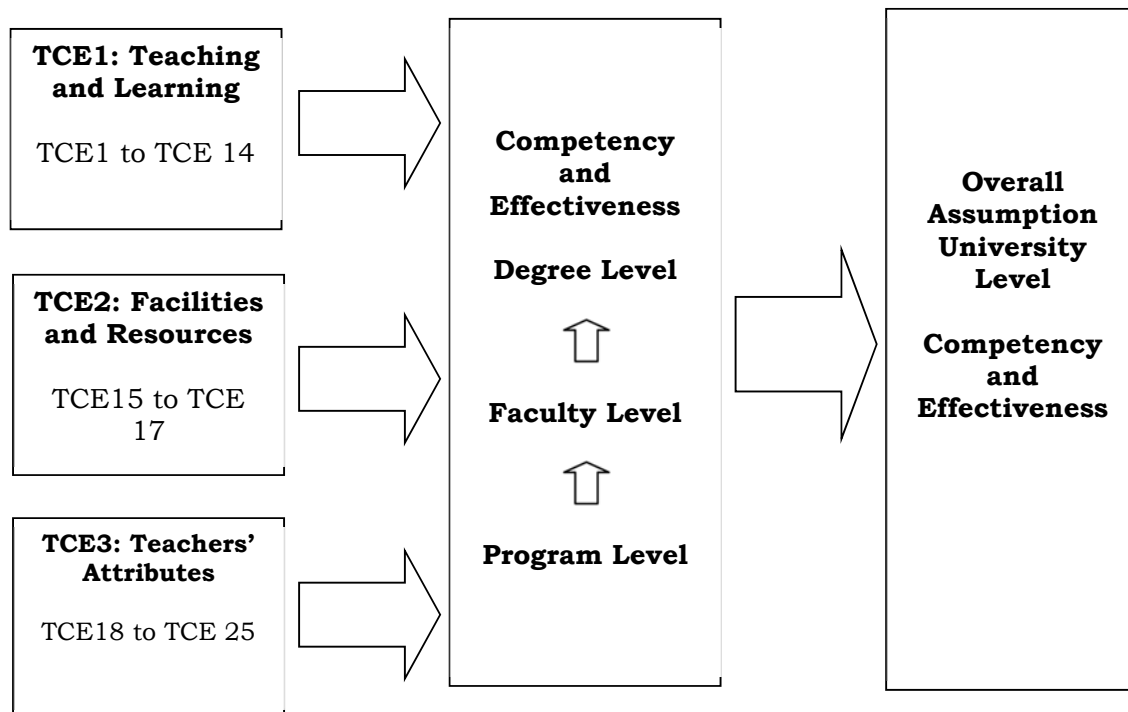 TCE1: Teaching
and Learning
TCE1 to TCE 14
TCE2: Facilities
and Resources
TCE15 to TCE
17
TCE3: Teachers’
Attributes
TCE18 to TCE 25
Competency
and
Effectiveness
Degree Level
Faculty Level
Program Level
Overall
Assumption
University
Level
Competency
and
Effectiveness